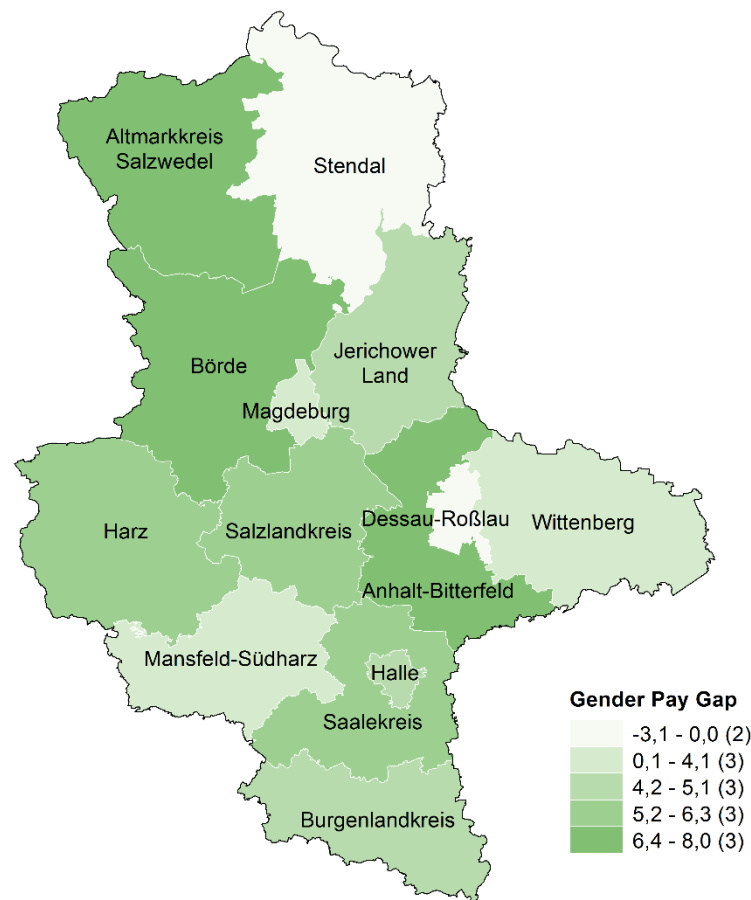 Altmarkkreis
Salzwedel
Stendal
Jerichower
Land
Börde
Magdeburg
Dessau-Roßlau
Wittenberg
Harz
Salzlandkreis
Anhalt-Bitterfeld
Mansfeld-Südharz
Halle
Saalekreis
Burgenlandkreis
Gender Pay Gap
-3,1 - 0,0 (2)
0,1 - 4,1 (3)
4,2 - 5,1 (3)
5,2 - 6,3 (3)
6,4 - 8,0 (3)